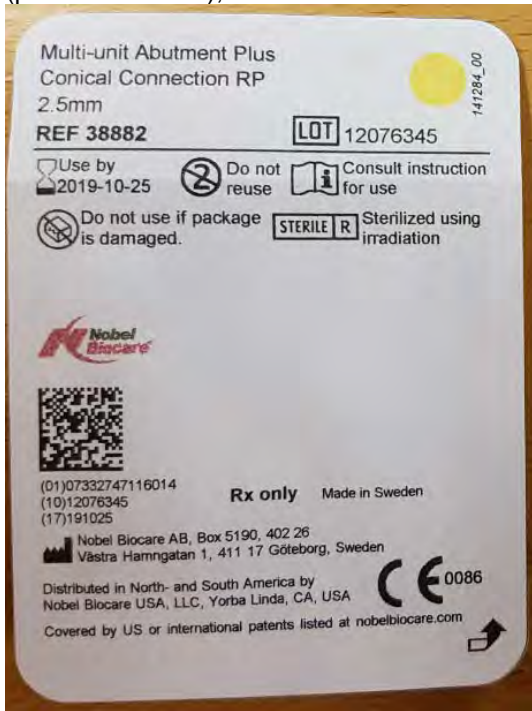 Multi-unit Abutment Plus
Conical Connection RP
2.5mm
141284_00
REF 38882
LOT 12076345
Use by
2019-10-25
2 Do not
reuse
i Consult instruction
for use
Do not use if package
is damaged.
STERILE R Sterilized using
irradiation
Nobel
Biocare
(01)07332747116014
(10)12076345
(17)191025
Rx only Made in Sweden
Nobel Biocare AB, Box 5190, 402 26
Västra Hamngatan 1, 411 17 Göteborg, Sweden
Distributed in North- and South America by
Nobel Biocare USA, LLC, Yorba Linda, CA, USA
CE 0086
Covered by US or international patents listed at nobelbiocare.com